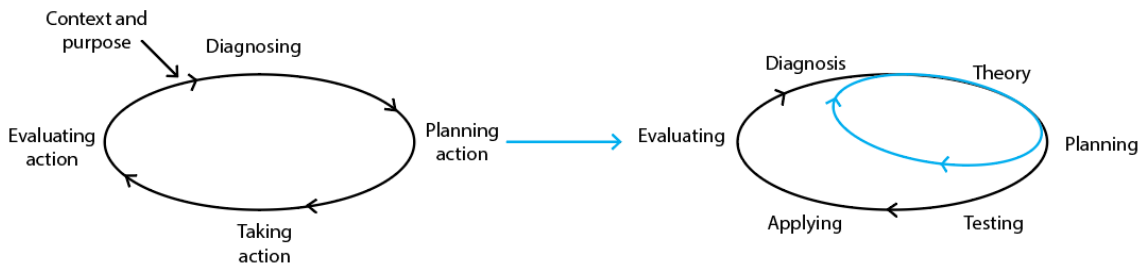 Context and
purpose
Diagnosing
Evaluating
action
Planning
action
Taking
action
Diagnosis
Theory
Evaluating
Planning
Applying
Testing